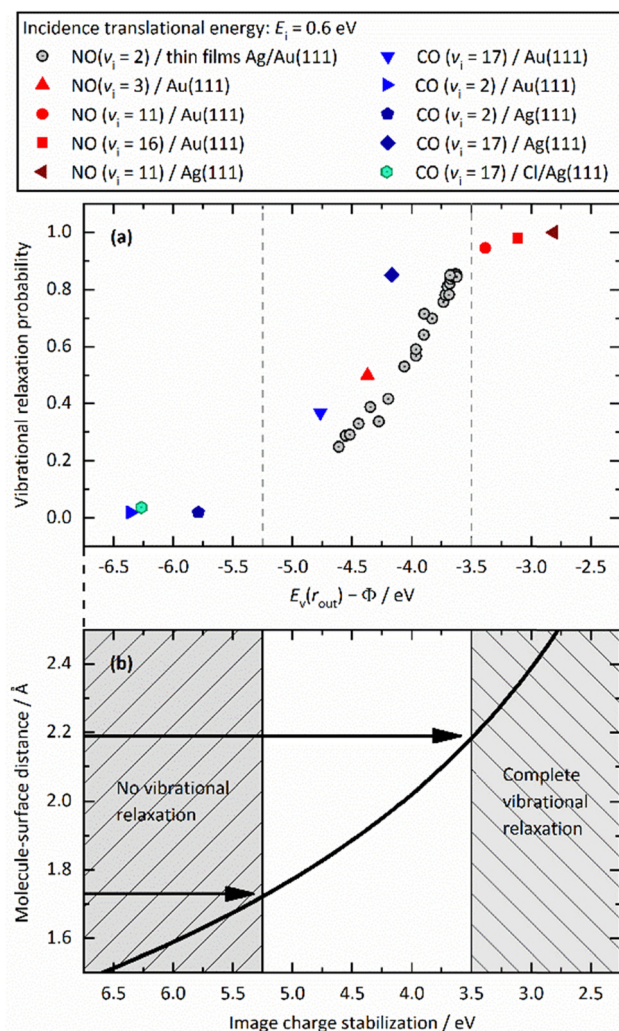 Incidence translational energy: Eᵢ = 0.6 eV
NO(vᵢ = 2) / thin films Ag/Au(111)
NO(vᵢ = 3) / Au(111)
NO (vᵢ = 11) / Au(111)
NO (vᵢ = 16) / Au(111)
NO (vᵢ = 11) / Ag(111)
CO (vᵢ = 17) / Au(111)
CO (vᵢ = 2) / Au(111)
CO (vᵢ = 2) / Ag(111)
CO (vᵢ = 17) / Ag(111)
CO (vᵢ = 17) / Cl/Ag(111)
(a)
Vibrational relaxation probability
1.0
0.8
0.6
0.4
0.2
0.0
-6.5 -6.0 -5.5 -5.0 -4.5 -4.0 -3.5 -3.0 -2.5
Eᵥ(r_out) – Φ / eV
(b)
Molecule-surface distance / Å
2.4
2.2
2.0
1.8
1.6
No vibrational
relaxation
Complete
vibrational
relaxation
6.5 6.0 5.5 5.0 4.5 4.0 3.5 3.0 2.5
Image charge stabilization / eV